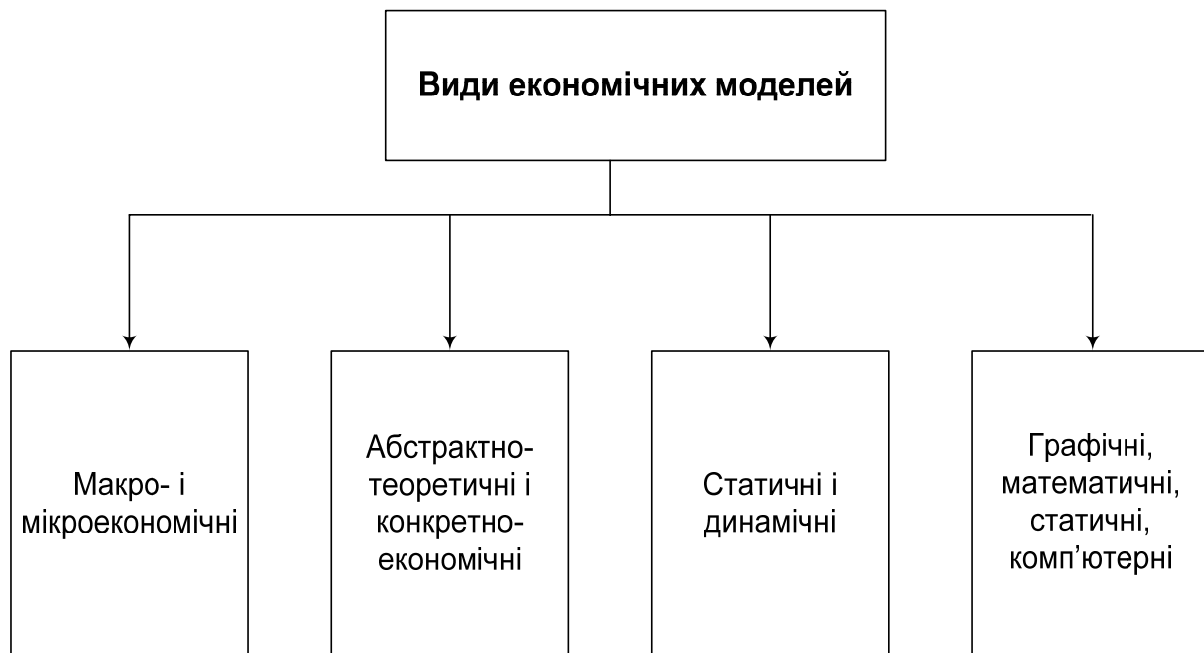 Види економічних моделей
Макро- і
мікроекономічні
Абстрактно-
теоретичні і
конкретно-
економічні
Статичні і
динамічні
Графічні,
математичні,
статичні,
комп’ютерні